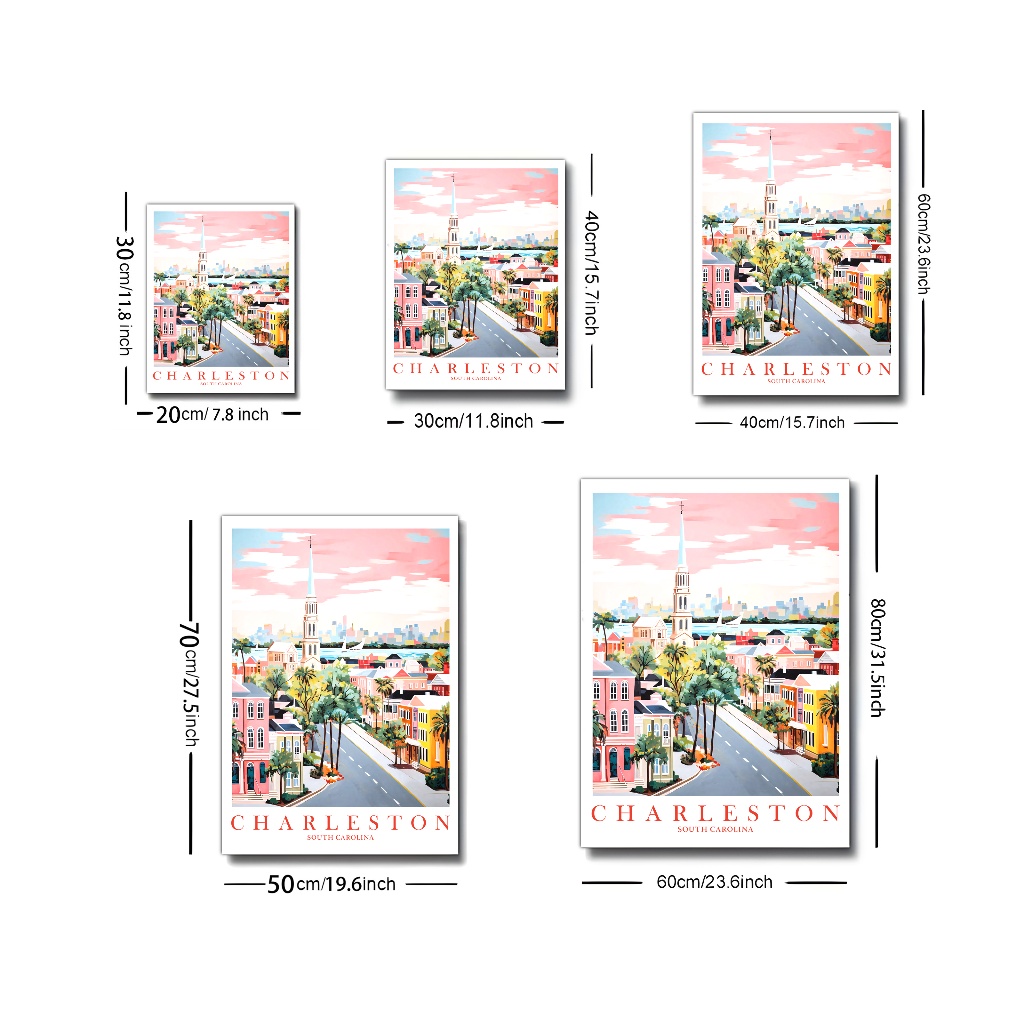 30cm/11.8 inch
CHARLESTON
SOUTH CAROLINA
20cm/ 7.8 inch
40cm/15.7inch
CHARLESTON
SOUTH CAROLINA
30cm/11.8inch
60cm/23.6inch
CHARLESTON
SOUTH CAROLINA
40cm/15.7inch
70cm/27.5inch
CHARLESTON
SOUTH CAROLINA
50cm/19.6inch
80cm/31.5inch
CHARLESTON
SOUTH CAROLINA
60cm/23.6inch